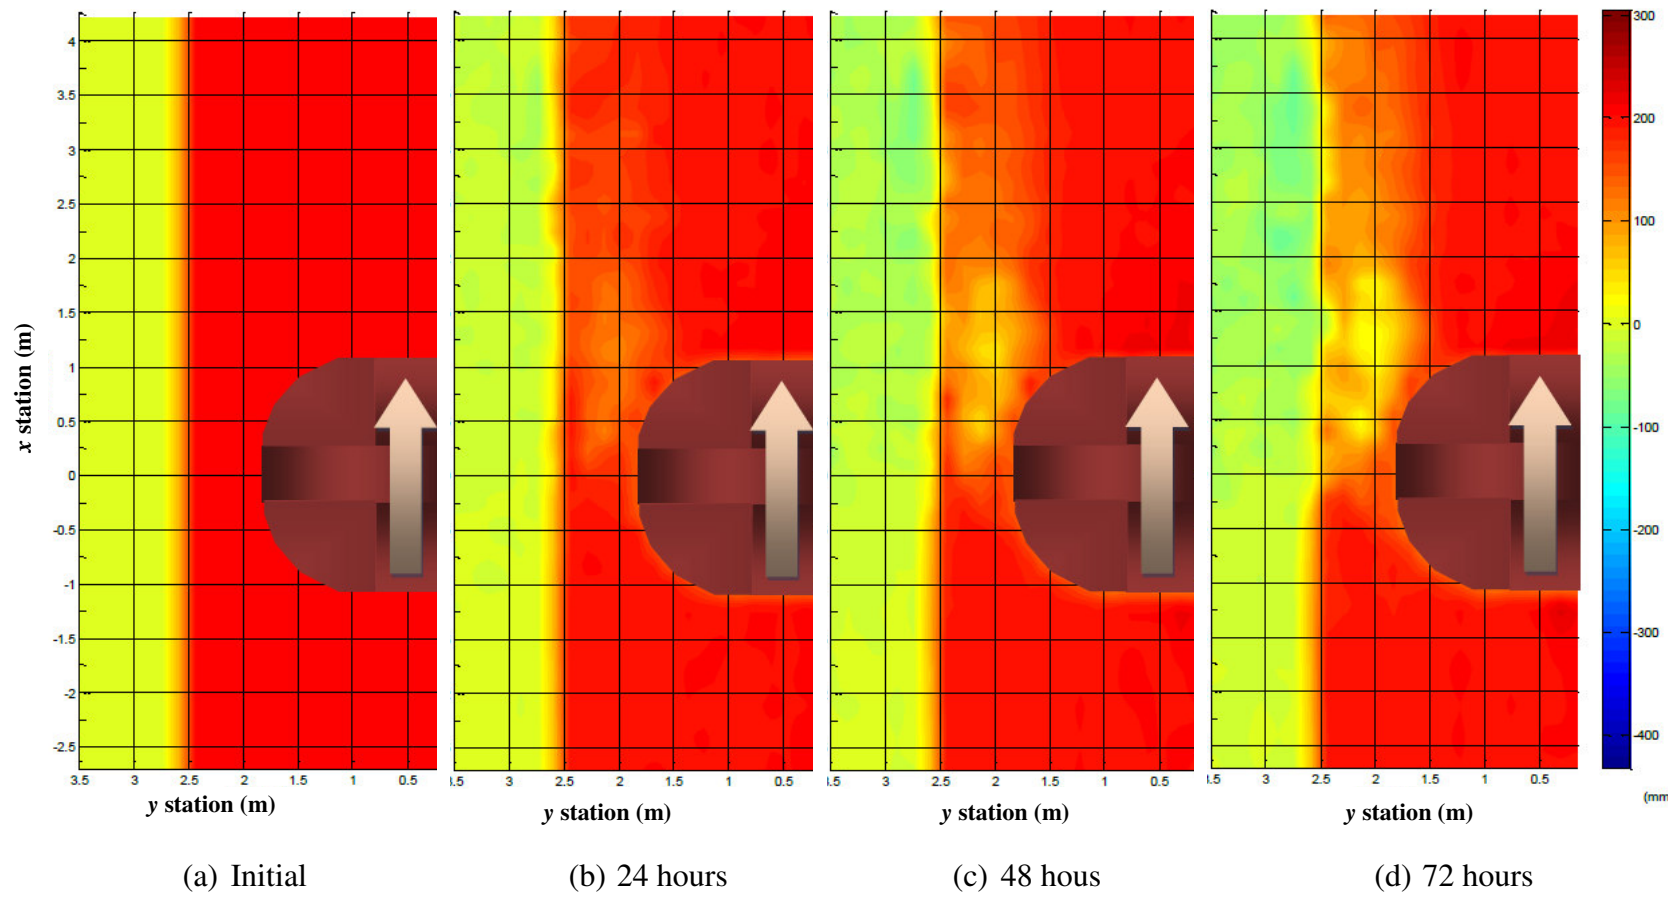 4
3.5
3
2.5
2
1.5
1
0.5
0
-0.5
-1
-1.5
-2
-2.5
x station (m)
3.5 3 2.5 2 1.5 1 0.5
.5 3 2.5 2 1.5 1 0.5
3.5 3 2.5 2 1.5 1 0.5
.5 3 2.5 2 1.5 1 0.5
y station (m)
y station (m)
y station (m)
y station (m)
300
200
100
0
-100
-200
-300
-400
(mm
(a) Initial
(b) 24 hours
(c) 48 hous
(d) 72 hours